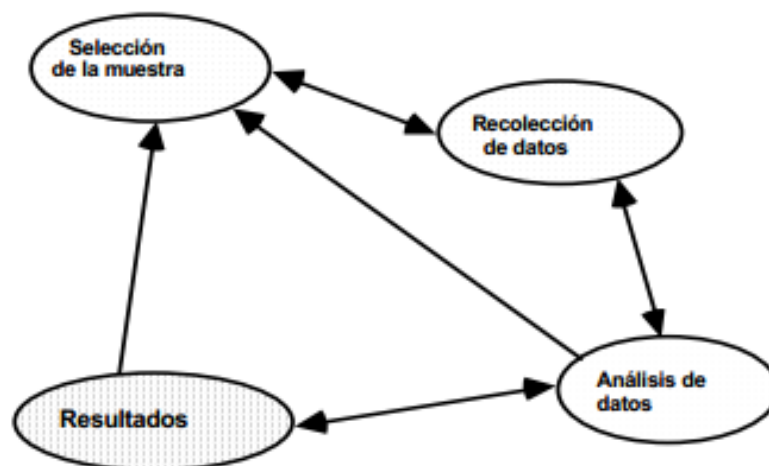 Selección
de la muestra
Recolección
de datos
Análisis de
datos
Resultados